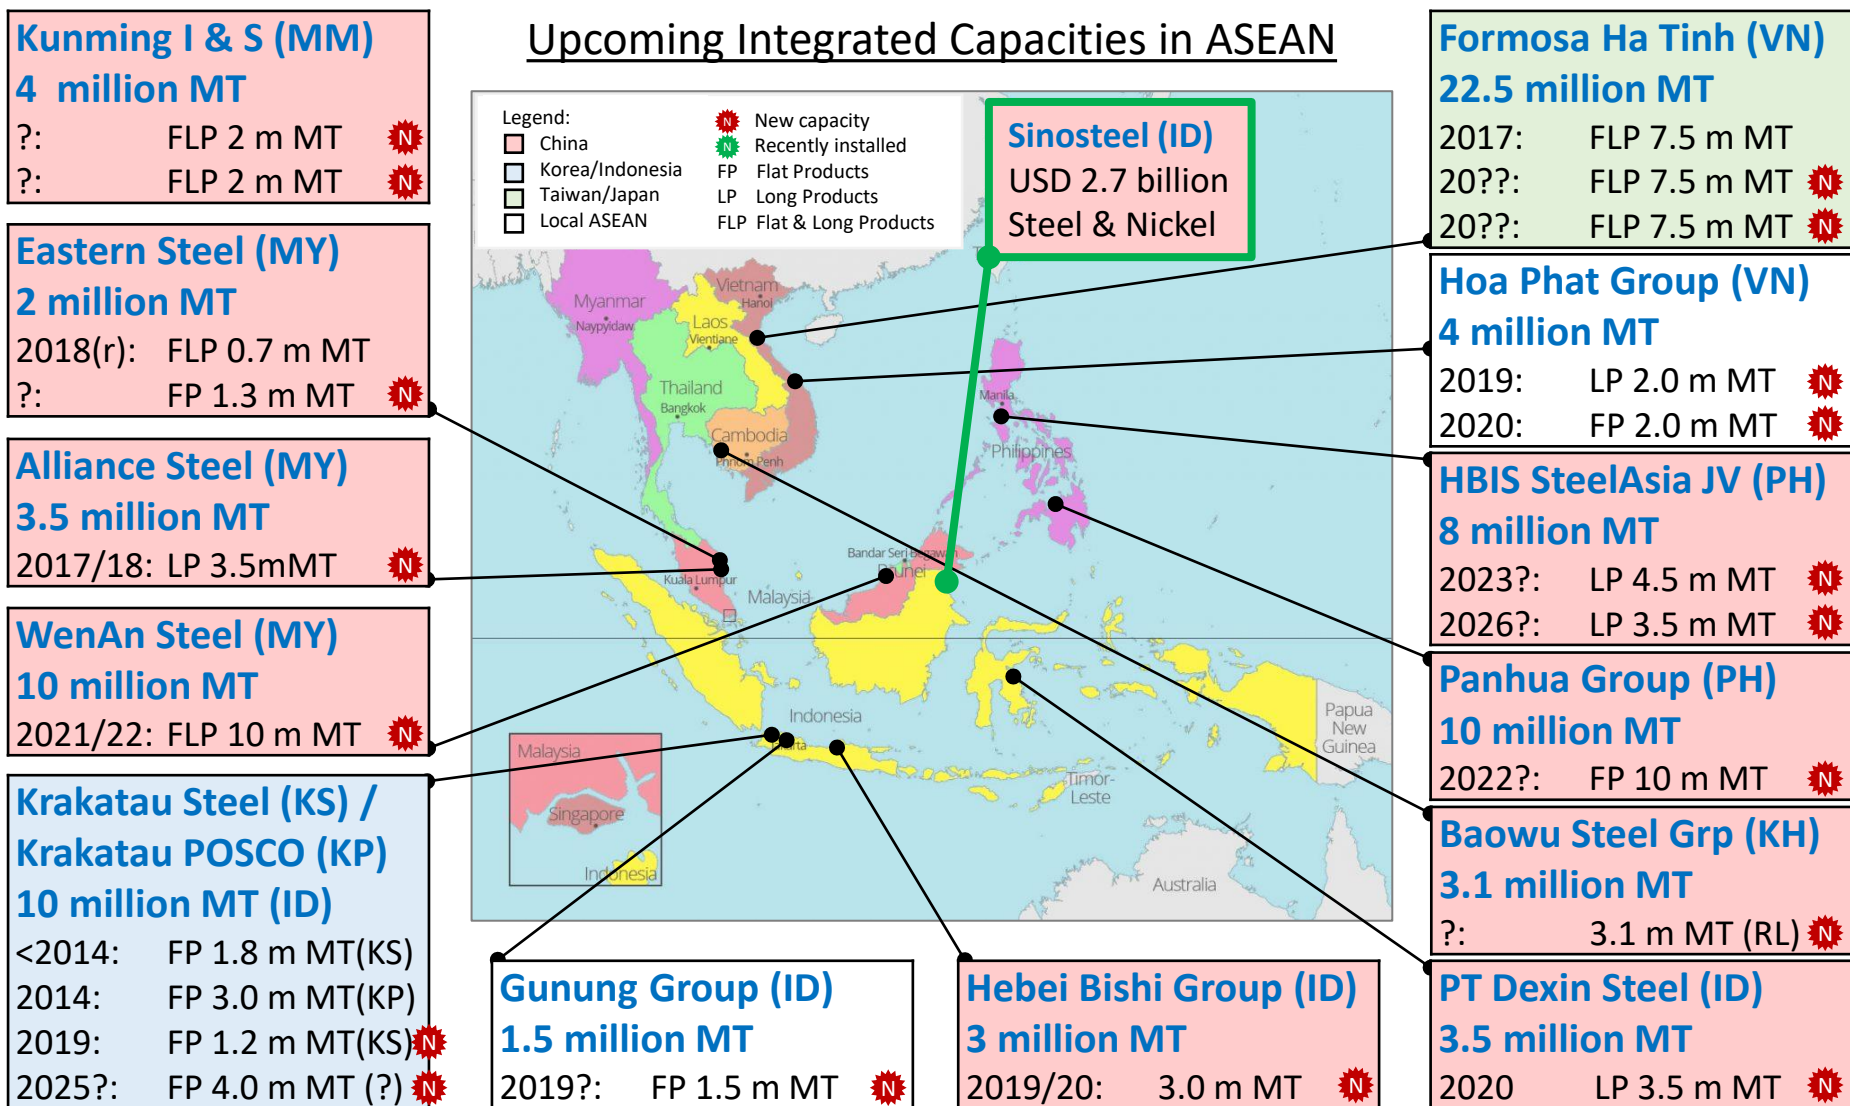 Upcoming Integrated Capacities in ASEAN
Kunming I & S (MM)
4 million MT
?: FLP 2 m MT N
?: FLP 2 m MT N
Eastern Steel (MY)
2 million MT
2018(r): FLP 0.7 m MT
?: FP 1.3 m MT N
Alliance Steel (MY)
3.5 million MT
2017/18: LP 3.5mMT N
WenAn Steel (MY)
10 million MT
2021/22: FLP 10 m MT N
Krakatau Steel (KS) /
Krakatau POSCO (KP)
10 million MT (ID)
<2014: FP 1.8 m MT(KS)
2014: FP 3.0 m MT(KP)
2019: FP 1.2 m MT(KS) N
2025?: FP 4.0 m MT (?) N
Legend:
China
Korea/Indonesia
Taiwan/Japan
Local ASEAN
N New capacity
N Recently installed
FP Flat Products
LP Long Products
FLP Flat & Long Products
Sinosteel (ID)
USD 2.7 billion
Steel & Nickel
Myanmar
Naypyidaw
Vietnam
Hanoi
Laos
Vientiane
Thailand
Bangkok
Cambodia
Phnom Penh
Manila
Philippines
Bandar Seri Begawan
Brunei
Kuala Lumpur
Malaysia
Indonesia
Jakarta
Papua
New
Guinea
Timor-
Leste
Australia
Malaysia
Singapore
Indonesia
Gunung Group (ID)
1.5 million MT
2019?: FP 1.5 m MT N
Hebei Bishi Group (ID)
3 million MT
2019/20: 3.0 m MT N
Formosa Ha Tinh (VN)
22.5 million MT
2017: FLP 7.5 m MT
20??: FLP 7.5 m MT N
20??: FLP 7.5 m MT N
Hoa Phat Group (VN)
4 million MT
2019: LP 2.0 m MT N
2020: FP 2.0 m MT N
HBIS SteelAsia JV (PH)
8 million MT
2023?: LP 4.5 m MT N
2026?: LP 3.5 m MT N
Panhua Group (PH)
10 million MT
2022?: FP 10 m MT N
Baowu Steel Grp (KH)
3.1 million MT
?: 3.1 m MT (RL) N
PT Dexin Steel (ID)
3.5 million MT
2020 LP 3.5 m MT N